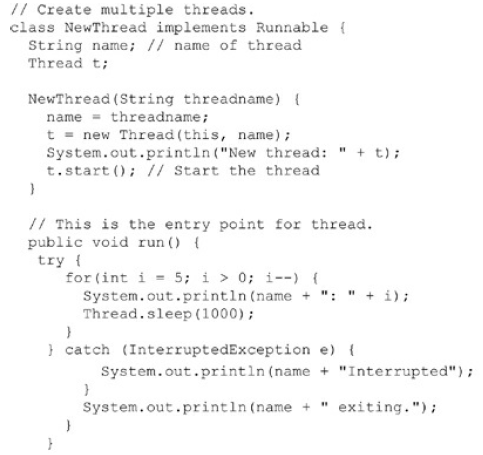 // Create multiple threads.
class NewThread implements Runnable {
  String name; // name of thread
  Thread t;

  NewThread(String threadname) {
    name = threadname;
    t = new Thread(this, name);
    System.out.println("New thread: " + t);
    t.start(); // Start the thread
  }

  // This is the entry point for thread.
  public void run() {
   try {
      for(int i = 5; i > 0; i--) {
        System.out.println(name + ": " + i);
        Thread.sleep(1000);
      }
    } catch (InterruptedException e) {
          System.out.println(name + "Interrupted");
        }
        System.out.println(name + " exiting.");
      }
    }